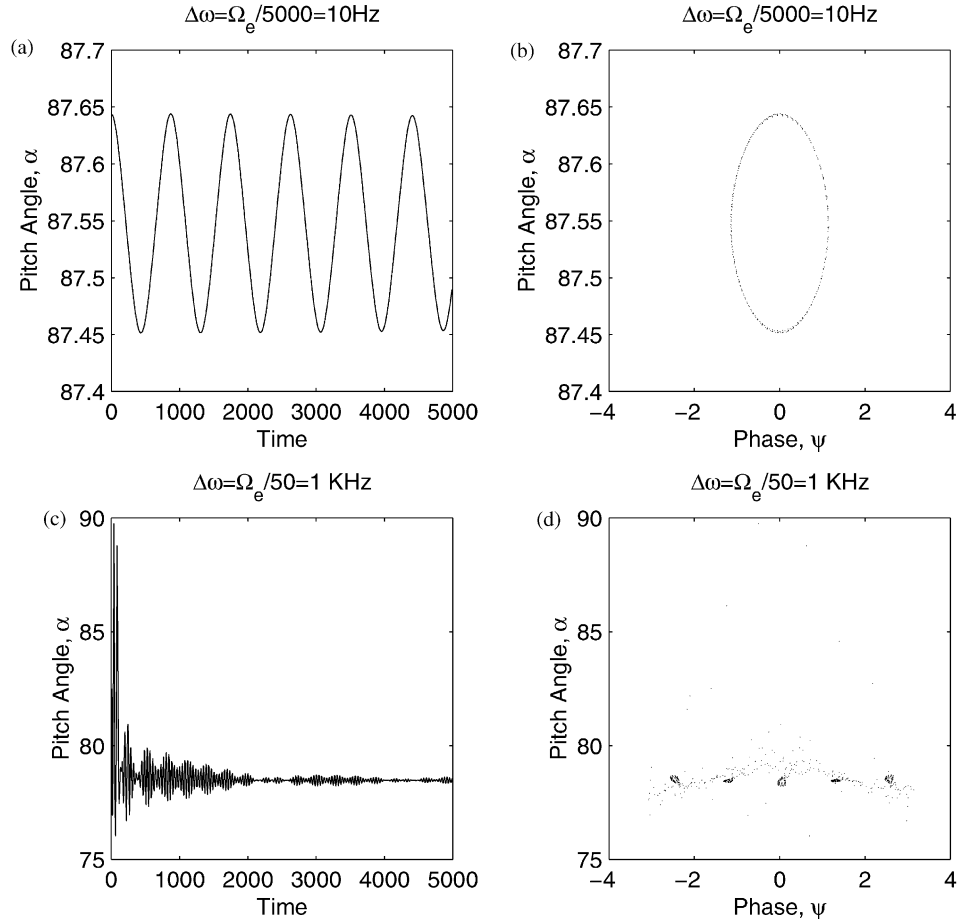 Δω=Ωe/5000=10Hz
(a)
87.7
87.65
87.6
87.55
87.5
87.45
87.4
Pitch Angle, α
0 1000 2000 3000 4000 5000
Time
Δω=Ωe/5000=10Hz
(b)
87.7
87.65
87.6
87.55
87.5
87.45
87.4
Pitch Angle, α
−4 −2 0 2 4
Phase, ψ
Δω=Ωe/50=1 KHz
(c)
90
85
80
75
Pitch Angle, α
0 1000 2000 3000 4000 5000
Time
Δω=Ωe/50=1 KHz
(d)
90
85
80
75
Pitch Angle, α
−4 −2 0 2 4
Phase, ψ